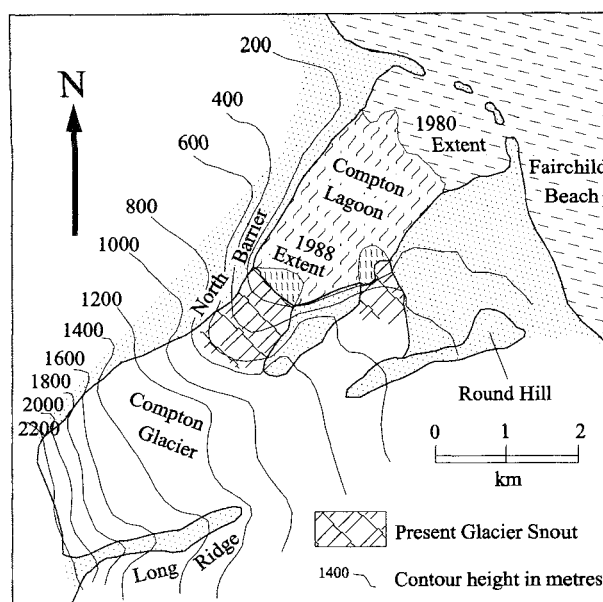 200
N
400
1980
Extent
600
Compton
Lagoon
Fairchild
Beach
800
North Barrier
1988
Extent
1000
1200
1400
1600
1800
2000
2200
Compton
Glacier
Round Hill
0 1 2
km
Present Glacier Snout
Long Ridge
1400 Contour height in metres